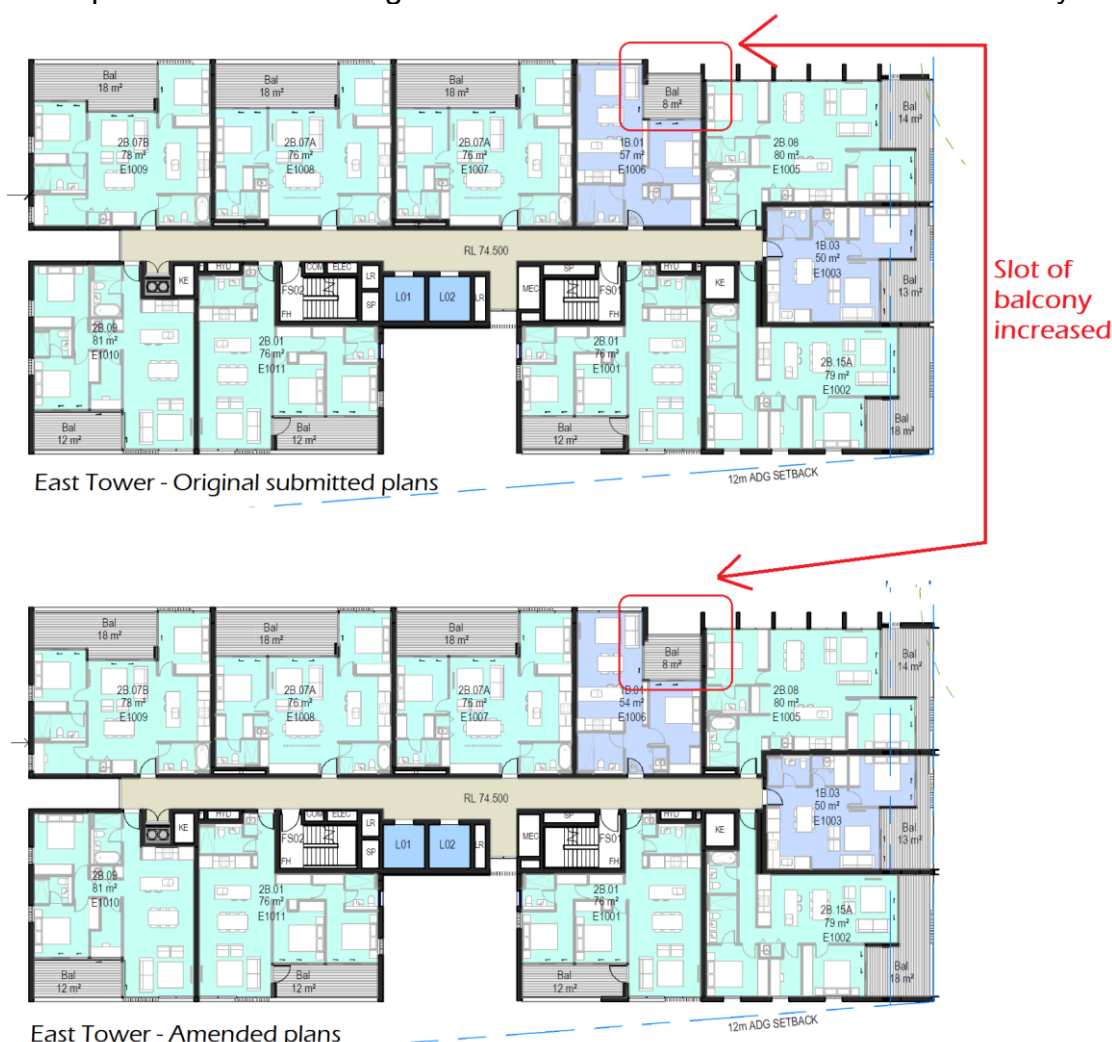 Bal
18 m²
Bal
18 m²
Bal
18 m²
Bal
8 m²
Bal
14 m²
2B.07B
78 m²
E1009
2B.07A
76 m²
E1008
2B.07A
76 m²
E1007
1B.01
57 m²
E1006
2B.08
80 m²
E1005
RL 74.500
1B.03
50 m²
E1003
Bal
13 m²
KE
HYD
COM
ELEC
FS02
FH
LR
SP
L01
L02
LR
MEC
SP
FS01
FH
HYD
KE
2B.09
81 m²
E1010
2B.01
76 m²
E1011
2B.01
76 m²
E1001
2B.15A
79 m²
E1002
Bal
12 m²
Bal
12 m²
Bal
12 m²
Bal
18 m²
Slot of
balcony
increased
East Tower - Original submitted plans
12m ADG SETBACK
Bal
18 m²
Bal
18 m²
Bal
18 m²
Bal
8 m²
Bal
14 m²
2B.07B
78 m²
E1009
2B.07A
76 m²
E1008
2B.07A
76 m²
E1007
1B.01
54 m²
E1006
2B.08
80 m²
E1005
RL 74.500
1B.03
50 m²
E1003
Bal
13 m²
KE
HYD
COM
ELEC
FS02
FH
LR
SP
L01
L02
LR
MEC
SP
FS01
FH
HYD
KE
2B.09
81 m²
E1010
2B.01
76 m²
E1011
2B.01
76 m²
E1001
2B.15A
79 m²
E1002
Bal
12 m²
Bal
12 m²
Bal
12 m²
Bal
18 m²
East Tower - Amended plans
12m ADG SETBACK